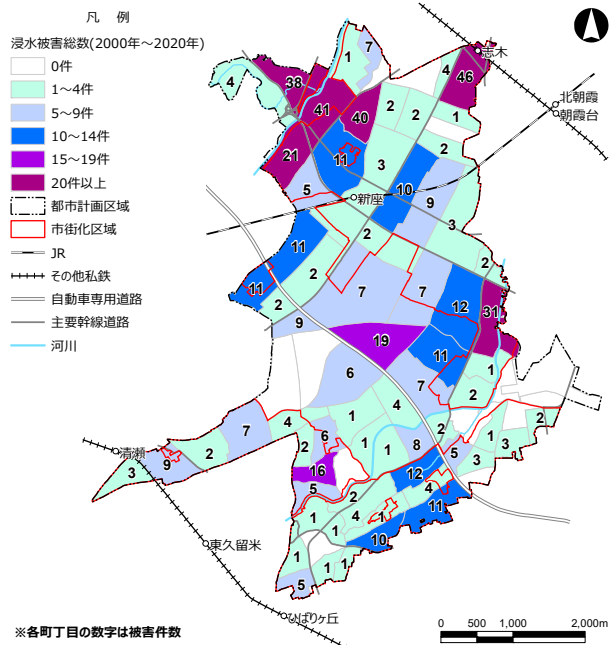 凡 例
浸水被害総数(2000年～2020年)
0件
1～4件
5～9件
10～14件
15～19件
20件以上
都市計画区域
市街化区域
JR
その他私鉄
自動車専用道路
主要幹線道路
河川
志木
北朝霞
朝霞台
新座
清瀬
東久留米
ひばりヶ丘
7
1
4
38
4
46
41
40
2
2
1
21
11
2
3
5
10
9
3
11
2
2
7
7
11
2
2
12
31
9
19
11
6
7
1
2
4
1
7
4
2
6
1
1
8
2
5
1
3
3
2
2
9
3
16
5
12
4
11
2
1
4
1
1
10
1
1
1
5
※各町丁目の数字は被害件数
0 500 1,000 2,000m